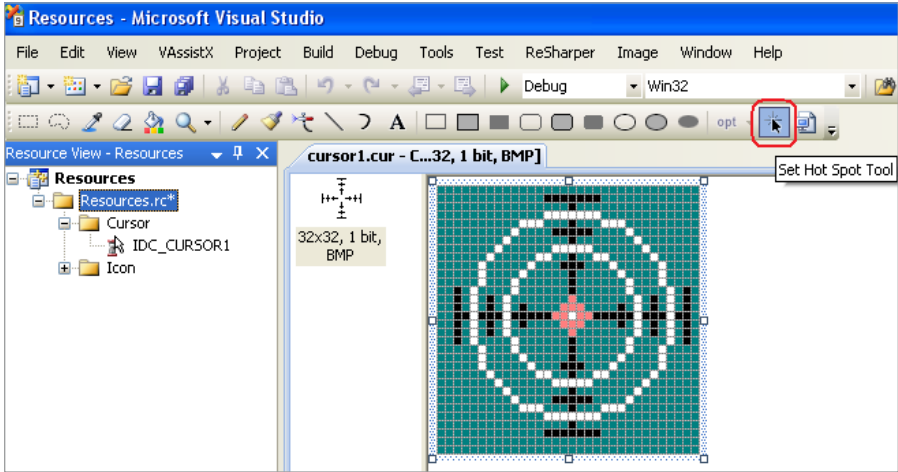 Resources - Microsoft Visual Studio
File Edit View VAssistX Project Build Debug Tools Test ReSharper Image Window Help
Debug Win32
A opt
Resource View - Resources
cursor1.cur - C...32, 1 bit, BMP]
Set Hot Spot Tool
Resources
Resources.rc*
Cursor
IDC_CURSOR1
Icon
32x32, 1 bit,
BMP